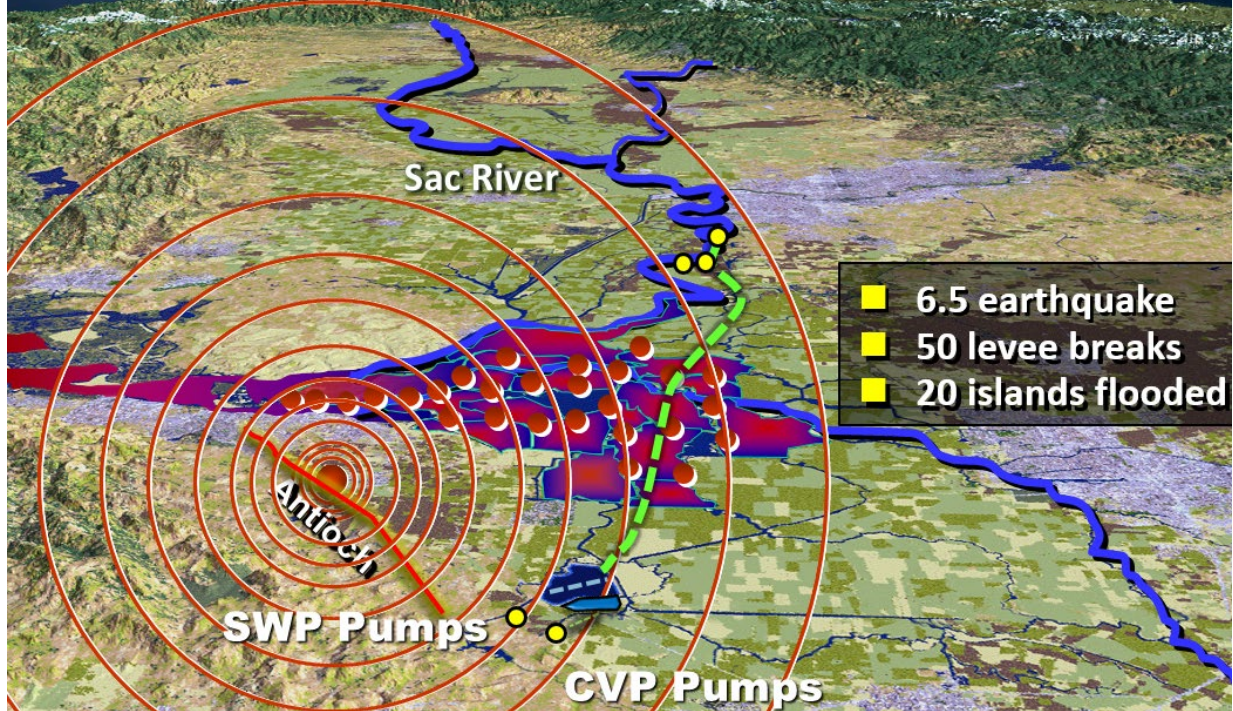 Sac River
6.5 earthquake
50 levee breaks
20 islands flooded
Antioch
SWP Pumps
CVP Pumps